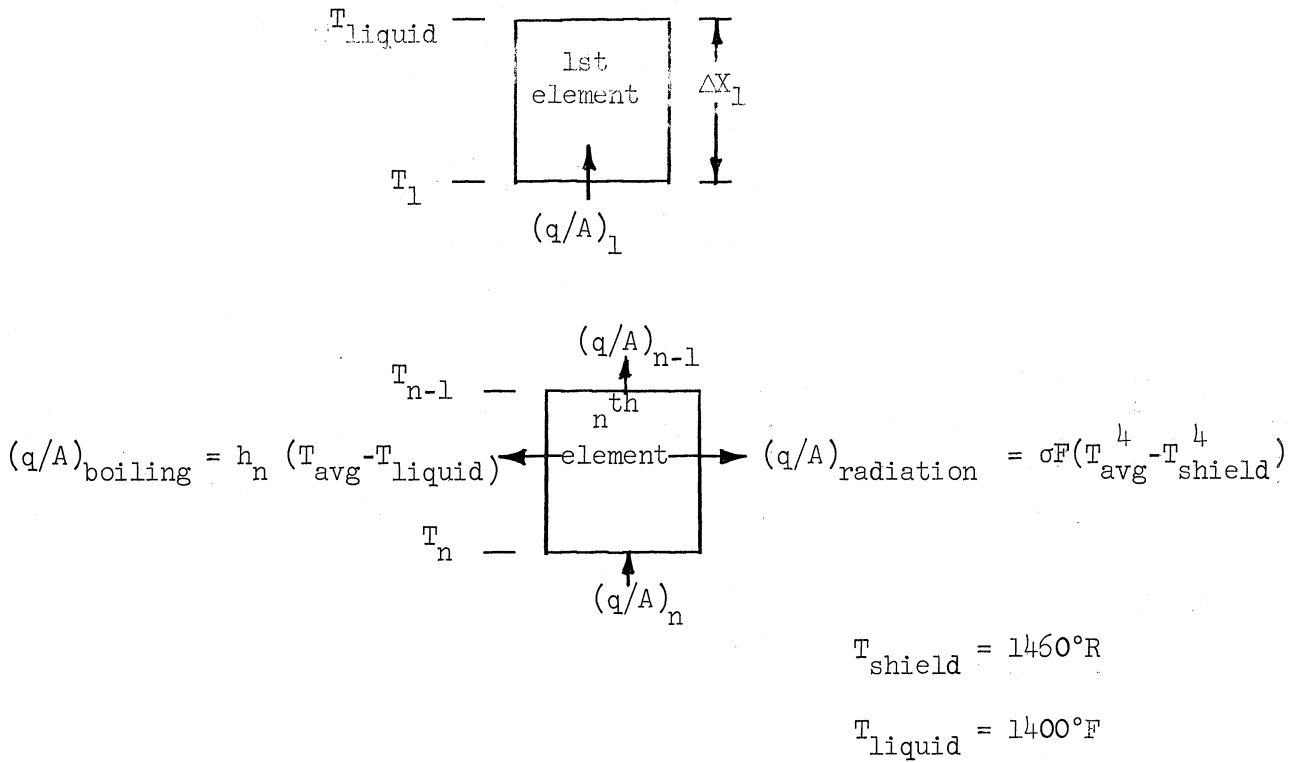 T_liquid
1st
element
ΔX_1
T_1
(q/A)_1
(q/A)_n-1
T_n-1
n^th
(q/A)_boiling = h_n (T_avg-T_liquid)
element
(q/A)_radiation = σF(T_avg^4-T_shield^4)
T_n
(q/A)_n
T_shield = 1460°R
T_liquid = 1400°F